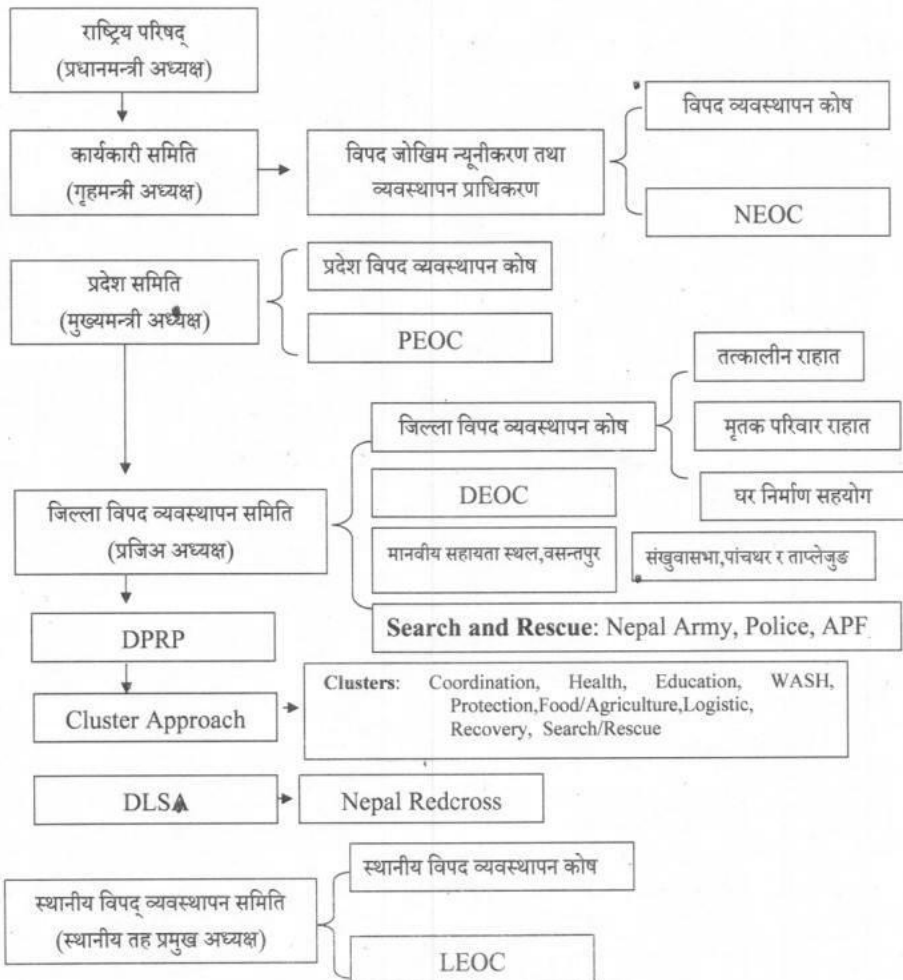 राष्ट्रिय परिषद्
(प्रधानमन्त्री अध्यक्ष)
विपद व्यवस्थापन कोष
कार्यकारी समिति
(गृहमन्त्री अध्यक्ष)
विपद जोखिम न्यूनीकरण तथा
व्यवस्थापन प्राधिकरण
NEOC
प्रदेश समिति
(मुख्यमन्त्री अध्यक्ष)
प्रदेश विपद व्यवस्थापन कोष
PEOC
तत्कालीन राहात
जिल्ला विपद व्यवस्थापन कोष
मृतक परिवार राहात
घर निर्माण सहयोग
DEOC
जिल्ला विपद व्यवस्थापन समिति
(प्रजिअ अध्यक्ष)
मानवीय सहायता स्थल,वसन्तपुर
संखुवासभा,पांचथर र ताप्लेजुङ
Search and Rescue: Nepal Army, Police, APF
DPRP
Cluster Approach
Clusters: Coordination, Health, Education, WASH,
Protection,Food/Agriculture,Logistic,
Recovery, Search/Rescue
DLSA
Nepal Redcross
स्थानीय विपद् व्यवस्थापन समिति
(स्थानीय तह प्रमुख अध्यक्ष)
स्थानीय विपद व्यवस्थापन कोष
LEOC